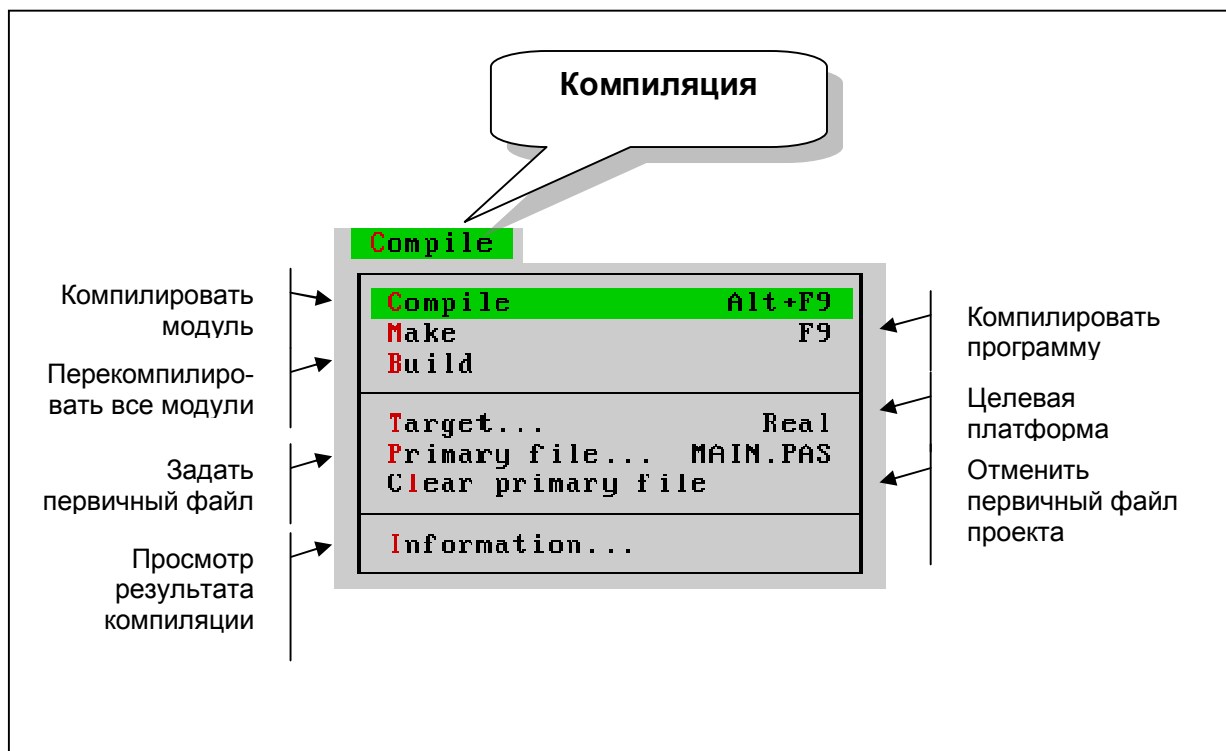 Компиляция
Compile
Компилировать
модуль
Перекомпилиро-
вать все модули
Задать
первичный файл
Просмотр
результата
компиляции
Compile Alt+F9
Make F9
Build
Target... Real
Primary file... MAIN.PAS
Clear primary file
Information...
Компилировать
программу
Целевая
платформа
Отменить
первичный файл
проекта